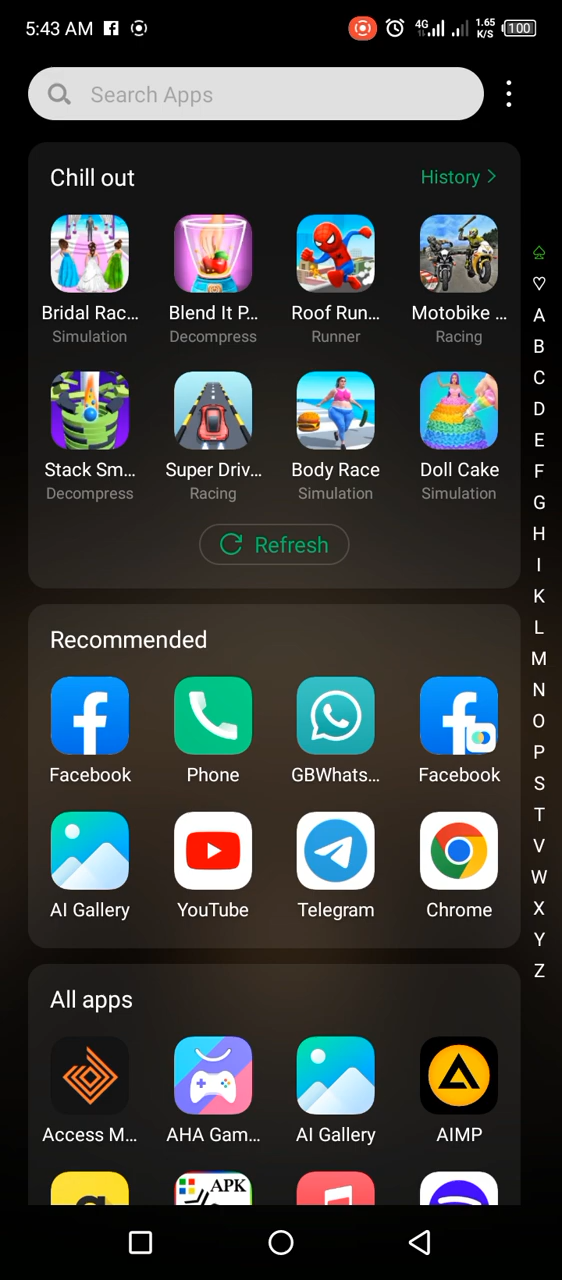 5:43 AM
4G
1.65
K/S
100
Search Apps
Chill out
History
Bridal Rac...
Blend It P...
Roof Run...
Motobike ...
Simulation
Decompress
Runner
Racing
Stack Sm...
Super Driv...
Body Race
Doll Cake
Decompress
Racing
Simulation
Simulation
Refresh
Recommended
Facebook
Phone
GBWhats...
Facebook
AI Gallery
YouTube
Telegram
Chrome
All apps
Access M...
AHA Gam...
AI Gallery
AIMP
APK
A
B
C
D
E
F
G
H
I
K
L
M
N
O
P
S
T
V
W
X
Y
Z